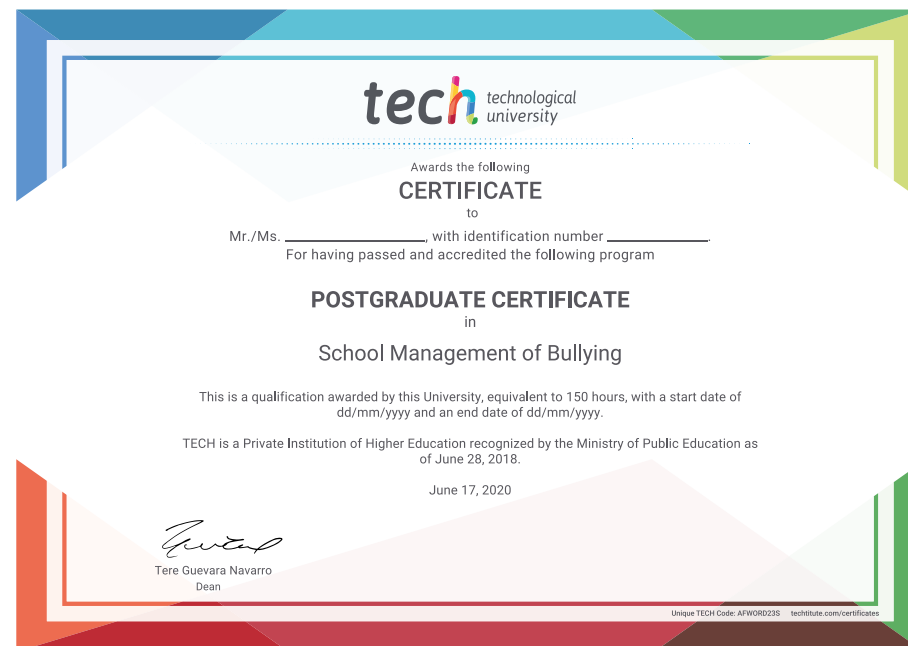 tech technological
university
Awards the following
CERTIFICATE
to
Mr./Ms. ____________, with identification number ____________.
For having passed and accredited the following program
POSTGRADUATE CERTIFICATE
in
School Management of Bullying
This is a qualification awarded by this University, equivalent to 150 hours, with a start date of
dd/mm/yyyy and an end date of dd/mm/yyyy.
TECH is a Private Institution of Higher Education recognized by the Ministry of Public Education as
of June 28, 2018.
June 17, 2020
Tere Guevara Navarro
Dean
Unique TECH Code: AFWORD23S techtitute.com/certificates